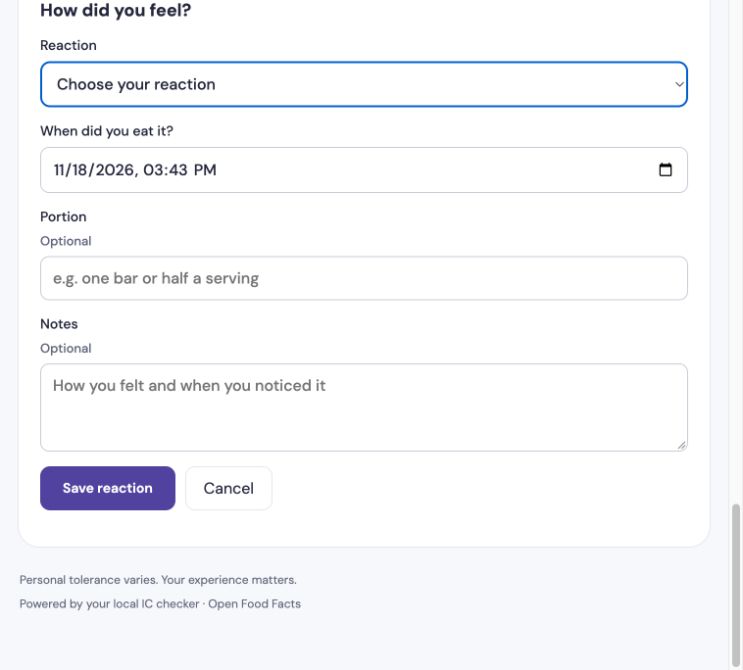 How did you feel?
Reaction
Choose your reaction
When did you eat it?
11/18/2026, 03:43 PM
Portion
Optional
e.g. one bar or half a serving
Notes
Optional
How you felt and when you noticed it
Save reaction
Cancel
Personal tolerance varies. Your experience matters.
Powered by your local IC checker · Open Food Facts